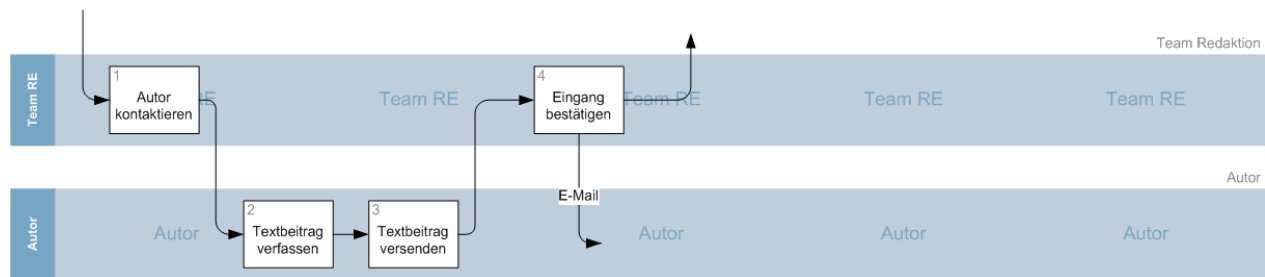 Team Redaktion
Team RE
1
Autor
kontaktieren
RE
Team RE
4
Eingang
bestätigen
Team RE
Team RE
Team RE
E-Mail
Autor
Autor
Autor
2
Textbeitrag
verfassen
3
Textbeitrag
versenden
Autor
Autor
Autor